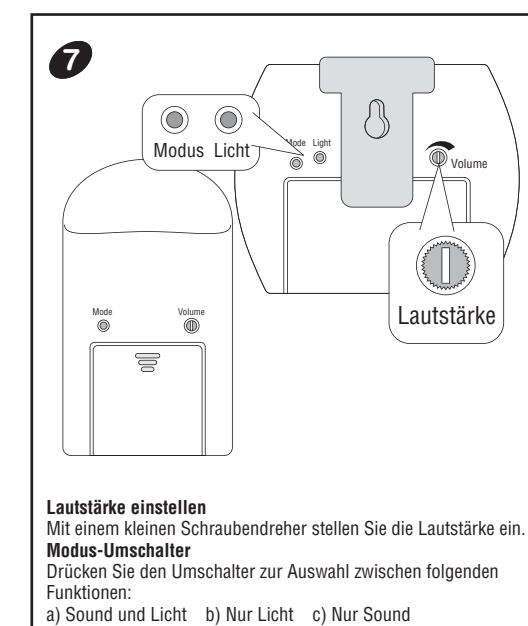 7
Modus Licht
Mode Light
Volume
Lautstärke
Mode Volume
Lautstärke einstellen
Mit einem kleinen Schraubendreher stellen Sie die Lautstärke ein.
Modus-Umschalter
Drücken Sie den Umschalter zur Auswahl zwischen folgenden
Funktionen:
a) Sound und Licht b) Nur Licht c) Nur Sound